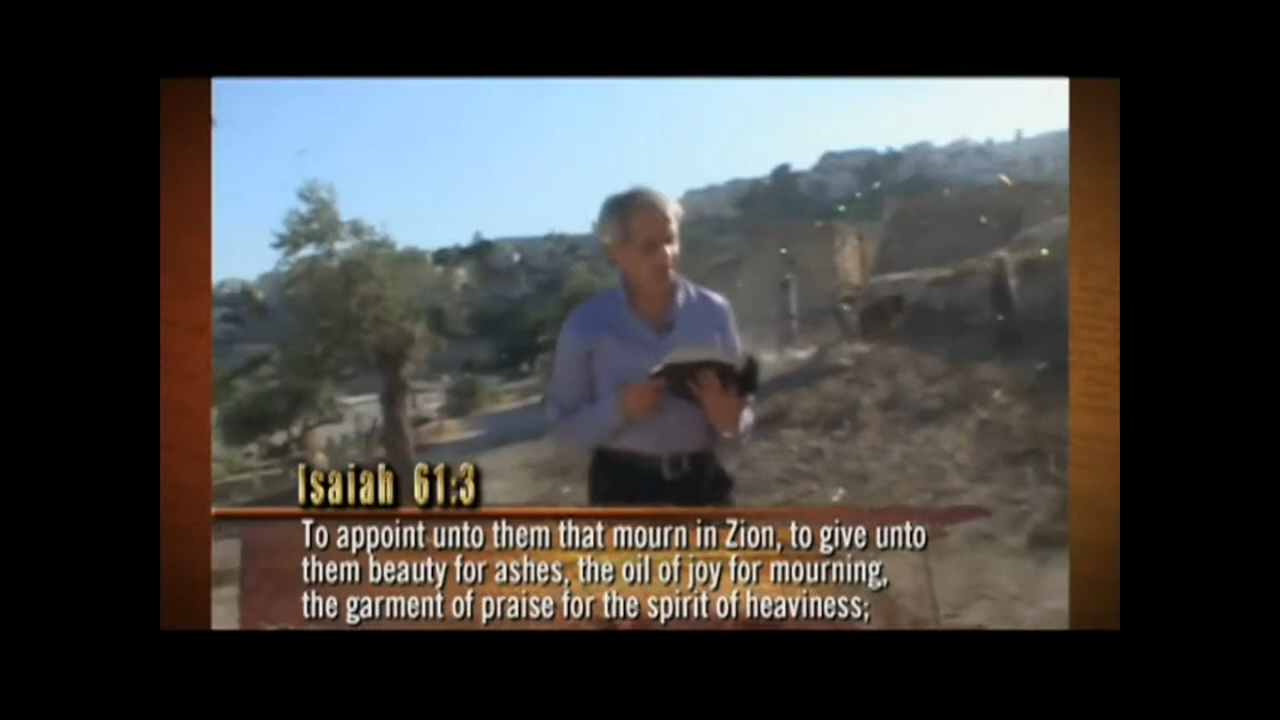 Isaiah 61:3
To appoint unto them that mourn in Zion, to give unto
them beauty for ashes, the oil of joy for mourning,
the garment of praise for the spirit of heaviness;